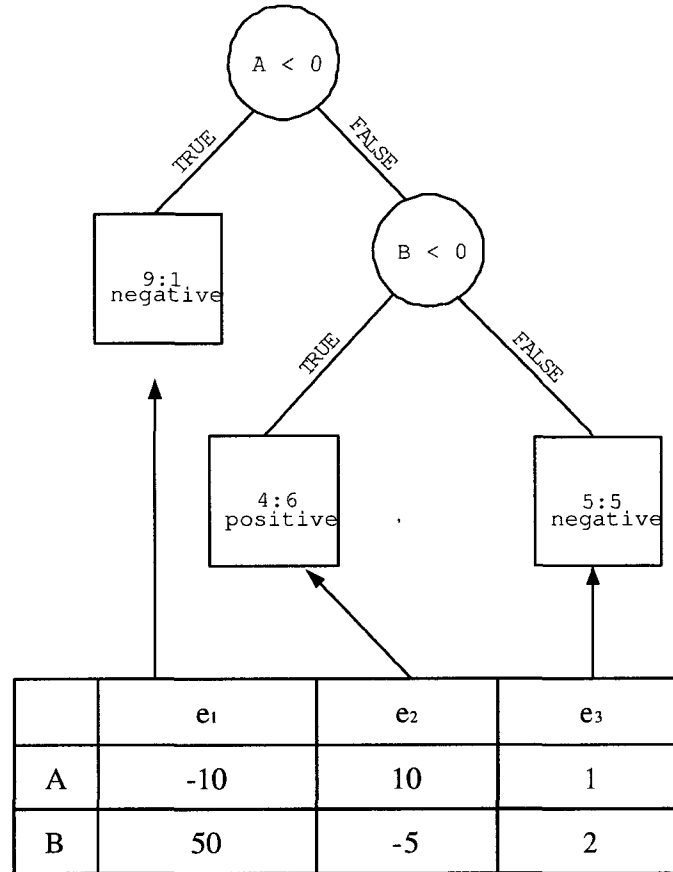 A < 0
TRUE
FALSE
9:1
negative
B < 0
TRUE
FALSE
4:6
positive
5:5
negative
e1 e2 e3
A -10 10 1
B 50 -5 2